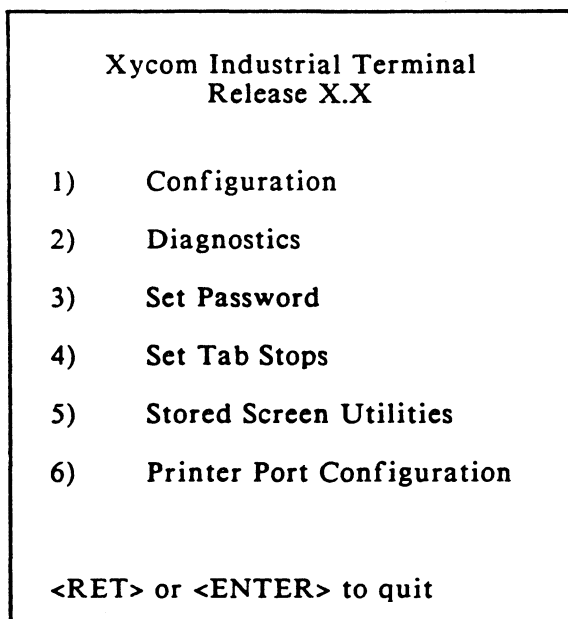 Xycom Industrial Terminal
Release X.X
1) Configuration
2) Diagnostics
3) Set Password
4) Set Tab Stops
5) Stored Screen Utilities
6) Printer Port Configuration
<RET> or <ENTER> to quit